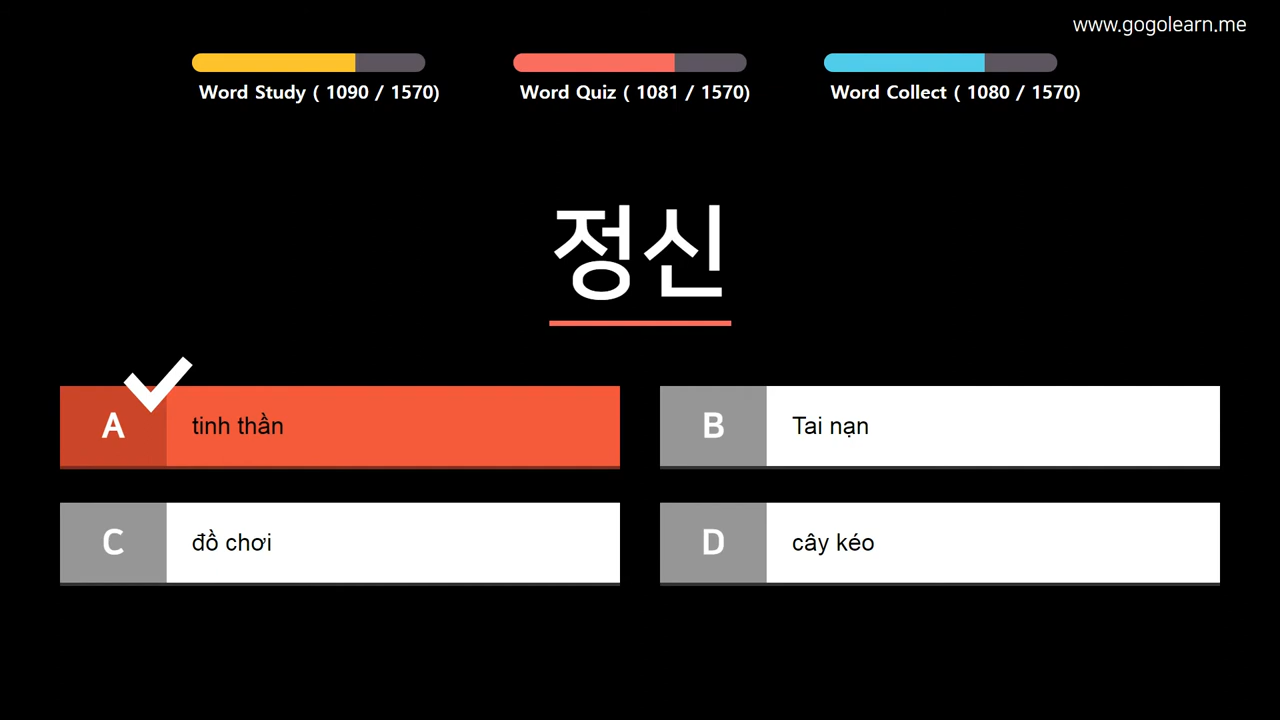 www.gogolearn.me
Word Study ( 1090 / 1570)
Word Quiz ( 1081 / 1570)
Word Collect ( 1080 / 1570)
정신
A tinh thần
B Tai nạn
C đồ chơi
D cây kéo